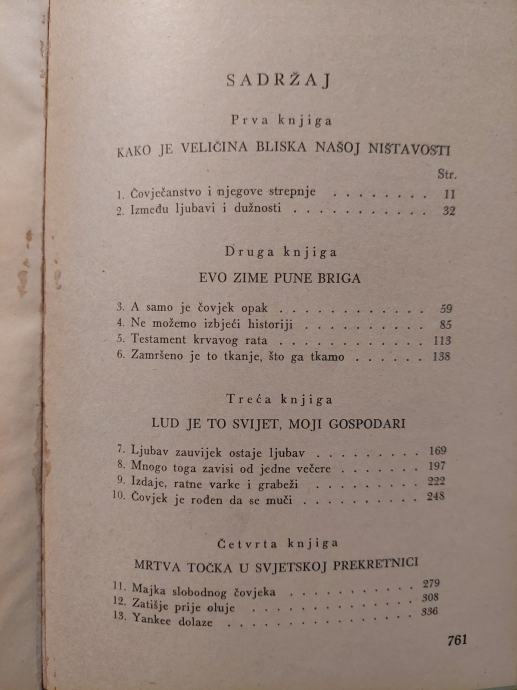 SADRŽAJ
Prva knjiga
KAKO JE VELIČINA BLISKA NAŠOJ NIŠTAVOSTI
Str.
1. Čovječanstvo i njegove strepnje . . . . . . . . 11
2. Između ljubavi i dužnosti . . . . . . . . . . . 32
Druga knjiga
EVO ZIME PUNE BRIGA
3. A samo je čovjek opak . . . . . . . . . . . . 59
4. Ne možemo izbjeći historiji . . . . . . . . . . 85
5. Testament krvavog rata . . . . . . . . . . . . 113
6. Zamršeno je to tkanje, što ga tkamo . . . . . . 138
Treća knjiga
LUD JE TO SVIJET, MOJI GOSPODARI
7. Ljubav zauvijek ostaje ljubav . . . . . . . . . 169
8. Mnogo toga zavisi od jedne večere . . . . . . . 197
9. Izdaje, ratne varke i grabeži . . . . . . . . . 222
10. Čovjek je rođen da se muči . . . . . . . . . . 248
Četvrta knjiga
MRTVA TOČKA U SVJETSKOJ PREKRETNICI
11. Majka slobodnog čovjeka . . . . . . . . . . 279
12. Zatišje prije oluje . . . . . . . . . . . . 308
13. Yankee dolaze . . . . . . . . . . . . . . 336
761